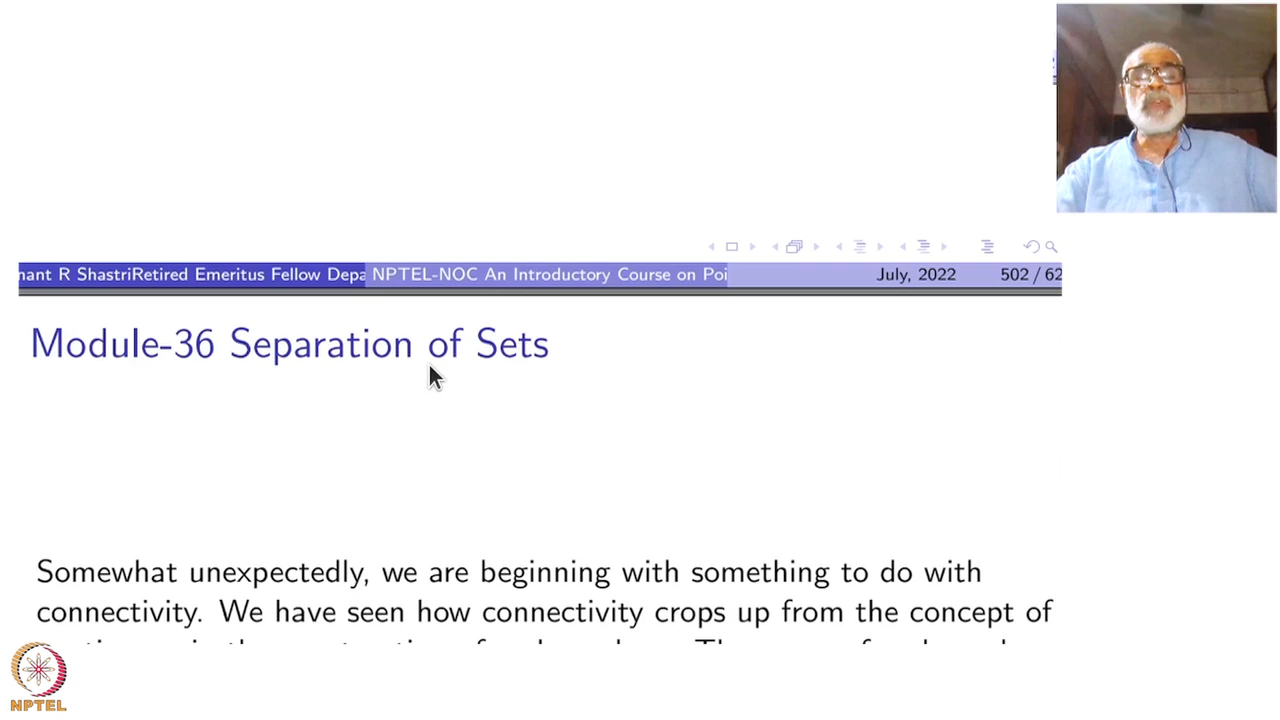 nant R ShastriRetired Emeritus Fellow Depa NPTEL-NOC An Introductory Course on Poi July, 2022 502 / 62
Module-36 Separation of Sets
Somewhat unexpectedly, we are beginning with something to do with
connectivity. We have seen how connectivity crops up from the concept of
NPTEL